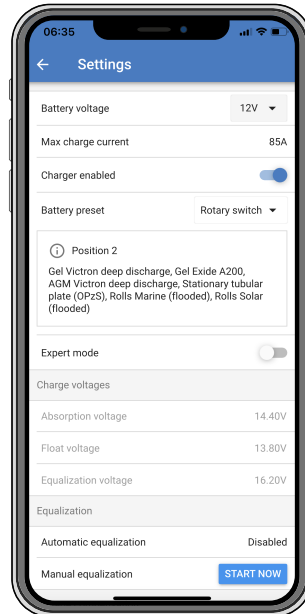 06:35
Settings
Battery voltage 12V
Max charge current 85A
Charger enabled
Battery preset Rotary switch
Position 2
Gel Victron deep discharge, Gel Exide A200,
AGM Victron deep discharge, Stationary tubular
plate (OPzS), Rolls Marine (flooded), Rolls Solar
(flooded)
Expert mode
Charge voltages
Absorption voltage 14.40V
Float voltage 13.80V
Equalization voltage 16.20V
Equalization
Automatic equalization Disabled
Manual equalization START NOW